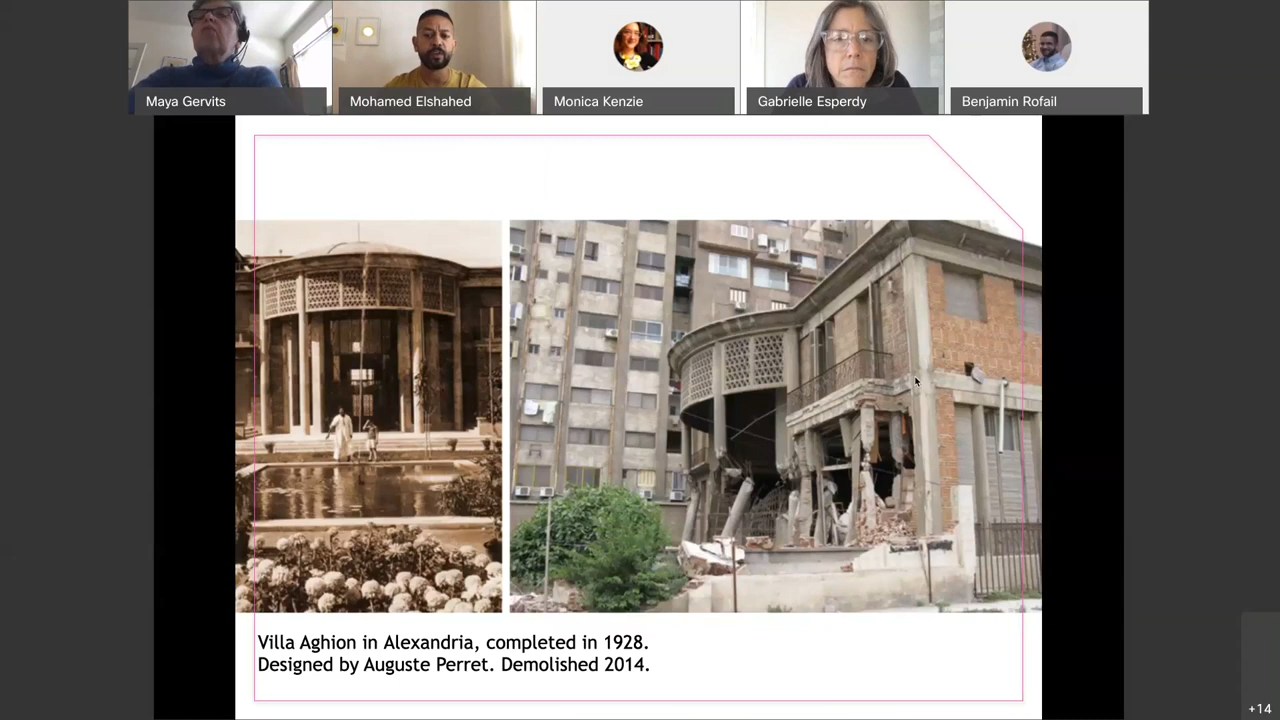 Maya Gervits
Mohamed Elshahed
Monica Kenzie
Gabrielle Esperdy
Benjamin Rofail
Villa Aghion in Alexandria, completed in 1928.
Designed by Auguste Perret. Demolished 2014.
+14